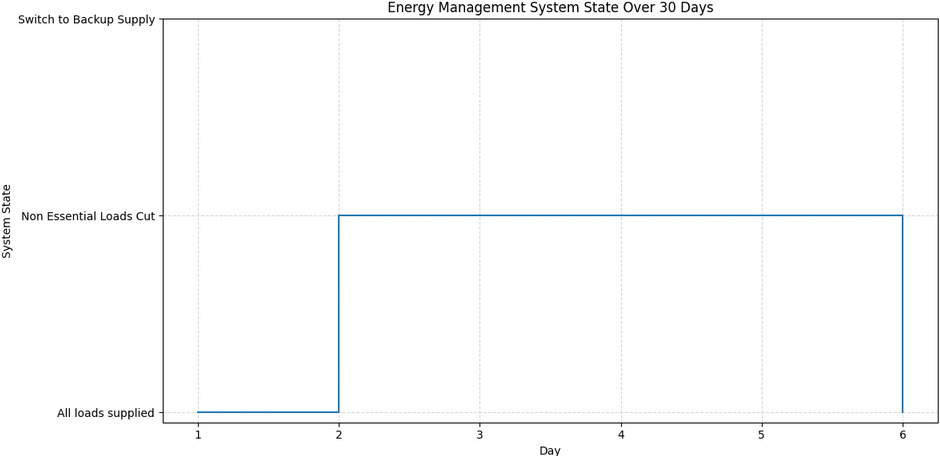 Energy Management System State Over 30 Days
Switch to Backup Supply
Non Essential Loads Cut
All loads supplied
System State
1 2 3 4 5 6
Day